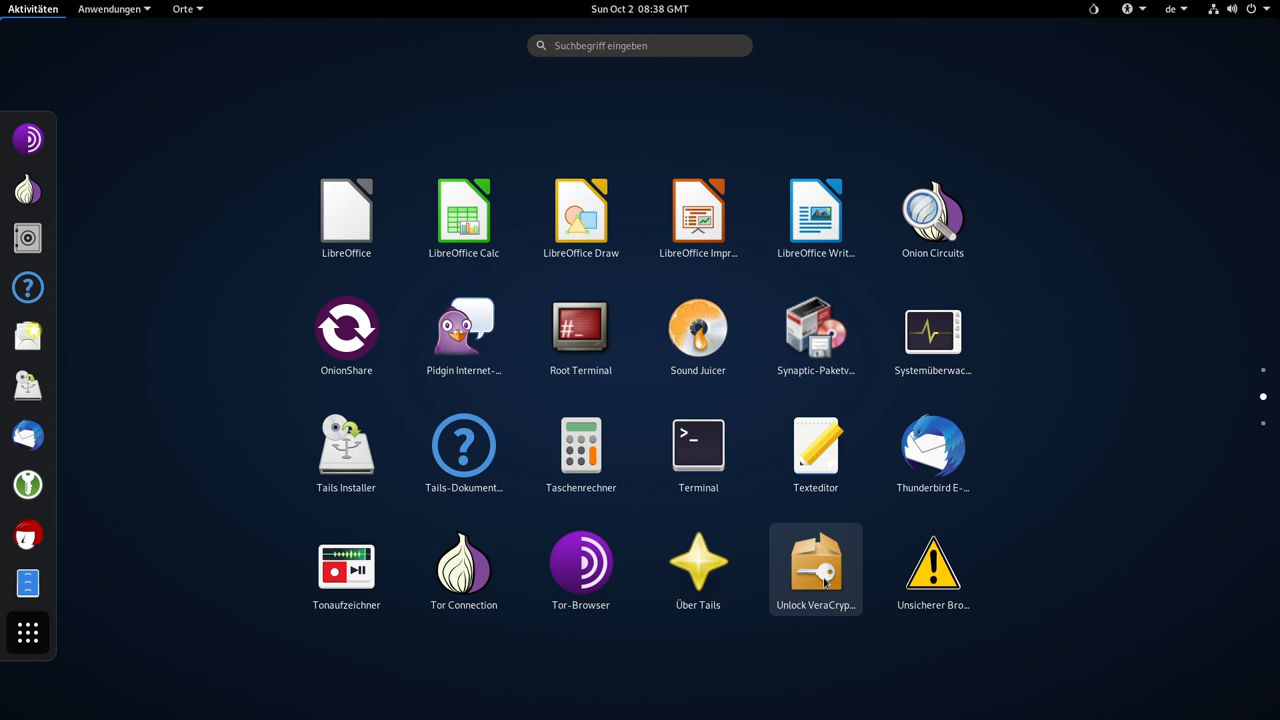 Aktivitäten Anwendungen Orte Sun Oct 2 08:38 GMT de
Suchbegriff eingeben
LibreOffice LibreOffice Calc LibreOffice Draw LibreOffice Impr... LibreOffice Writ... Onion Circuits
OnionShare Pidgin Internet-... Root Terminal Sound Juicer Synaptic-Paketv... Systemüberwac...
Tails Installer Tails-Dokument... Taschenrechner Terminal Texteditor Thunderbird E-...
Tonaufzeichner Tor Connection Tor-Browser Über Tails Unlock VeraCryp... Unsicherer Bro...